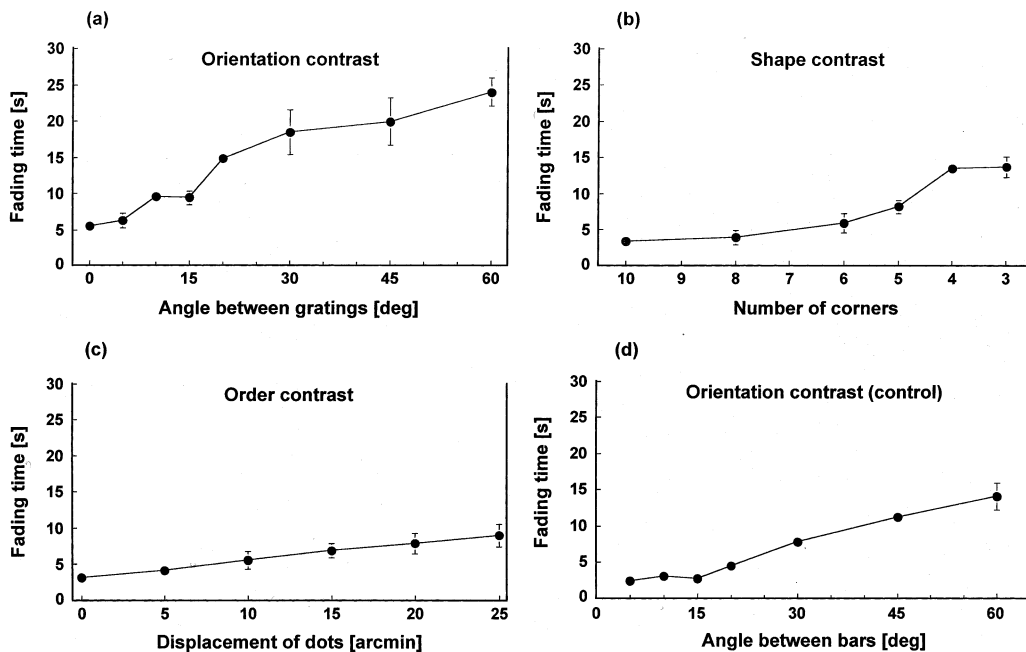 (a)
Orientation contrast
Fading time [s]
30
25
20
15
10
5
0
0 15 30 45 60
Angle between gratings [deg]
(b)
Shape contrast
Fading time [s]
30
25
20
15
10
5
0
10 9 8 7 6 5 4 3
Number of corners
(c)
Order contrast
Fading time [s]
30
25
20
15
10
5
0
0 5 10 15 20 25
Displacement of dots [arcmin]
(d)
Orientation contrast (control)
Fading time [s]
30
25
20
15
10
5
0
0 15 30 45 60
Angle between bars [deg]